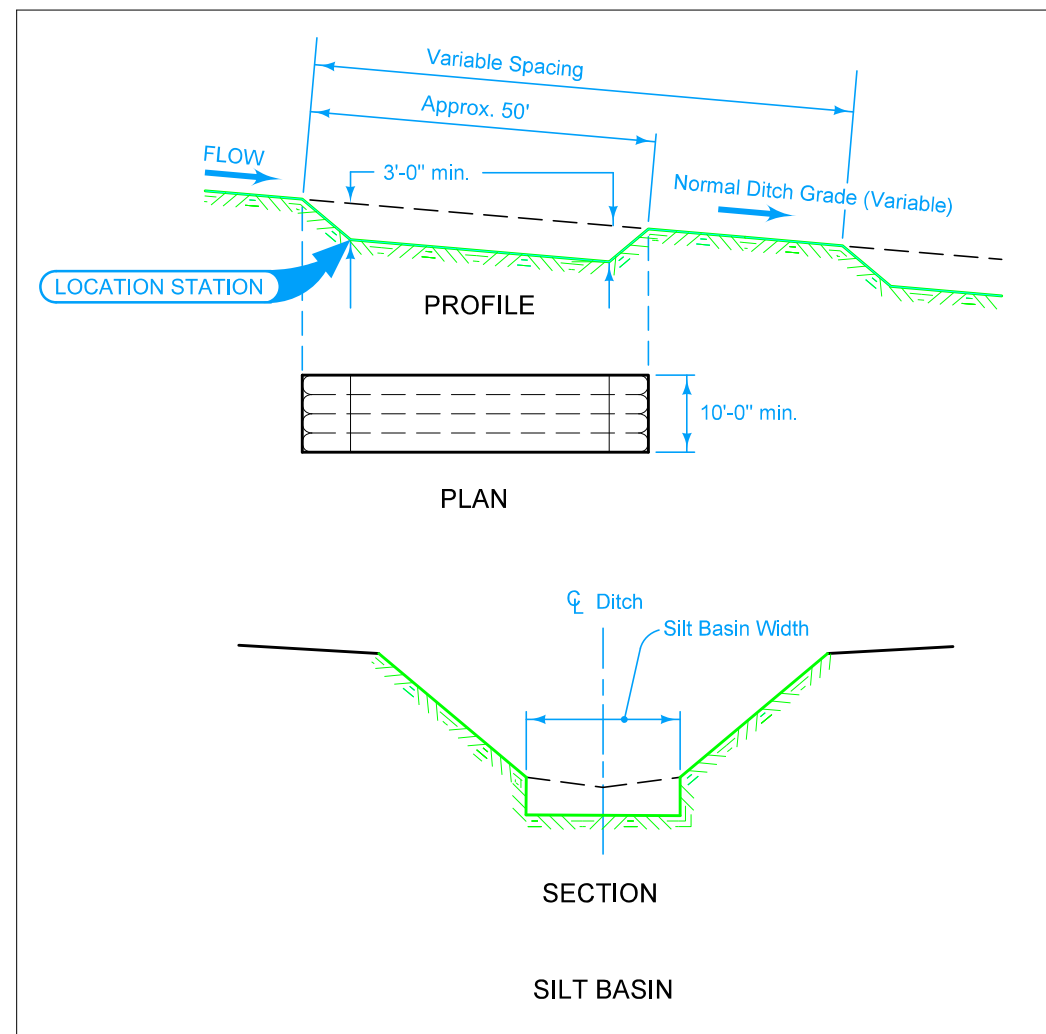 Variable Spacing
Approx. 50'
FLOW
3'-0" min.
Normal Ditch Grade (Variable)
LOCATION STATION
PROFILE
10'-0" min.
PLAN
℄ Ditch
Silt Basin Width
SECTION
SILT BASIN